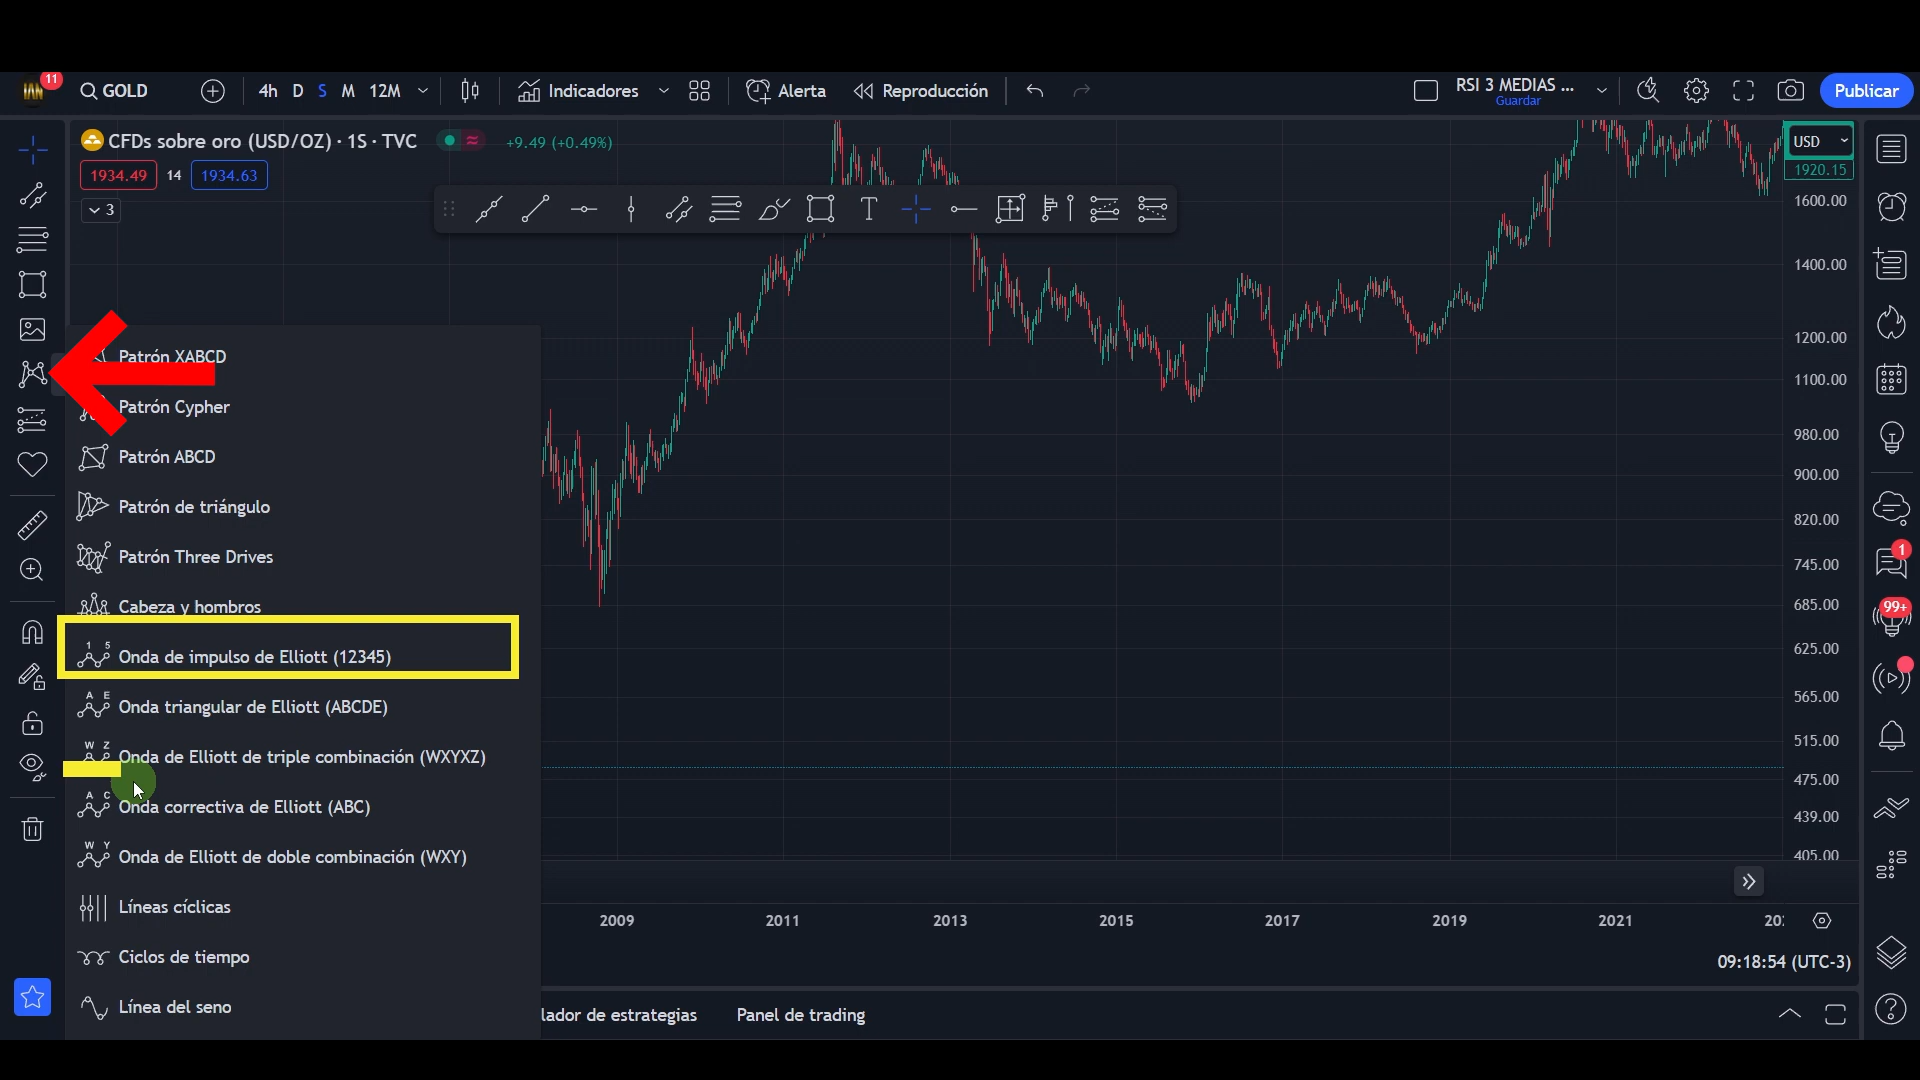 11
GOLD
4h D S M 12M
Indicadores
Alerta
Reproducción
RSI 3 MEDIAS ...
Guardar
Publicar
CFDs sobre oro (USD/OZ) · 1S · TVC
+9.49 (+0.49%)
USD
1920.15
1934.49 14 1934.63
3
T
1600.00
1400.00
1200.00
1100.00
980.00
900.00
820.00
745.00
685.00
625.00
565.00
515.00
475.00
439.00
405.00
Patrón XABCD
Patrón Cypher
Patrón ABCD
Patrón de triángulo
Patrón Three Drives
Cabeza y hombros
1 5
Onda de impulso de Elliott (12345)
A E
Onda triangular de Elliott (ABCDE)
W Z
Onda de Elliott de triple combinación (WXYXZ)
A C
Onda correctiva de Elliott (ABC)
W Y
Onda de Elliott de doble combinación (WXY)
Líneas cíclicas
Ciclos de tiempo
Línea del seno
1
99+
2009 2011 2013 2015 2017 2019 2021 202
09:18:54 (UTC-3)
lador de estrategias
Panel de trading